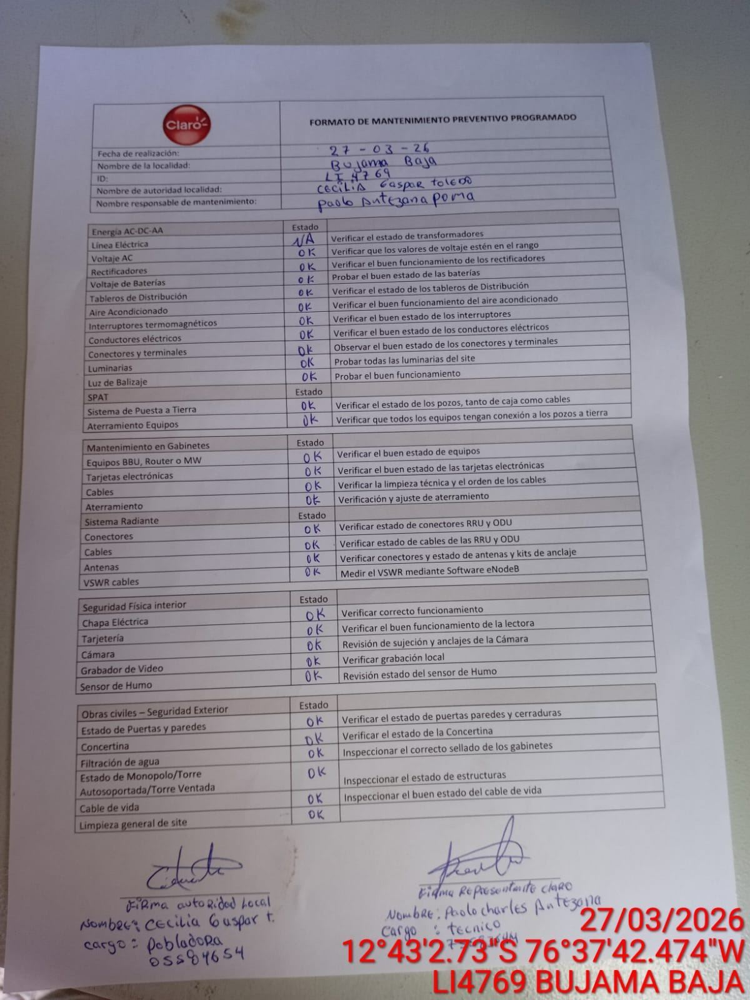 Claro
FORMATO DE MANTENIMIENTO PREVENTIVO PROGRAMADO
Fecha de realización: 27 - 03 - 26
Nombre de la localidad: Bujama Baja
ID: LI 4769
Nombre de autoridad localidad: CECILIA Gaspar toLEDO
Nombre responsable de mantenimiento: paolo Antezana poma
Energía AC-DC-AA Estado
Línea Eléctrica NA Verificar el estado de transformadores
Voltaje AC OK Verificar que los valores de voltaje estén en el rango
Rectificadores OK Verificar el buen funcionamiento de los rectificadores
Voltaje de Baterías OK Probar el buen estado de las baterías
Tableros de Distribución OK Verificar el estado de los tableros de Distribución
Aire Acondicionado OK Verificar el buen funcionamiento del aire acondicionado
Interruptores termomagnéticos OK Verificar el buen estado de los interruptores
Conductores eléctricos OK Verificar el buen estado de los conductores eléctricos
Conectores y terminales OK Observar el buen estado de los conectores y terminales
Luminarias OK Probar todas las luminarias del site
Luz de Balizaje OK Probar el buen funcionamiento
SPAT Estado
Sistema de Puesta a Tierra OK Verificar el estado de los pozos, tanto de caja como cables
Aterramiento Equipos OK Verificar que todos los equipos tengan conexión a los pozos a tierra
Mantenimiento en Gabinetes Estado
Equipos BBU, Router o MW OK Verificar el buen estado de equipos
Tarjetas electrónicas OK Verificar el buen estado de las tarjetas electrónicas
Cables OK Verificar la limpieza técnica y el orden de los cables
Aterramiento OK Verificación y ajuste de aterramiento
Sistema Radiante Estado
Conectores OK Verificar estado de conectores RRU y ODU
Cables OK Verificar estado de cables de las RRU y ODU
Antenas OK Verificar conectores y estado de antenas y kits de anclaje
VSWR cables OK Medir el VSWR mediante Software eNodeB
Seguridad Física interior Estado
Chapa Eléctrica OK Verificar correcto funcionamiento
Tarjetería OK Verificar el buen funcionamiento de la lectora
Cámara OK Revisión de sujeción y anclajes de la Cámara
Grabador de Video OK Verificar grabación local
Sensor de Humo OK Revisión estado del sensor de Humo
Obras civiles – Seguridad Exterior Estado
Estado de Puertas y paredes OK Verificar el estado de puertas paredes y cerraduras
Concertina OK Verificar el estado de la Concertina
Filtración de agua OK Inspeccionar el correcto sellado de los gabinetes
Estado de Monopolo/Torre OK
Autosoportada/Torre Ventada Inspeccionar el estado de estructuras
Cable de vida OK Inspeccionar el buen estado del cable de vida
Limpieza general de site OK
FIRma autoRidad Local
NomBRE: CECILIA Gaspar t.
cargo: PobladoRA
05584654
Firma REPresentante claro
Nombre: Paolo charles Antezana
cargo : tecnico
27/03/2026
12°43'2.73"S 76°37'42.474"W
LI4769 BUJAMA BAJA